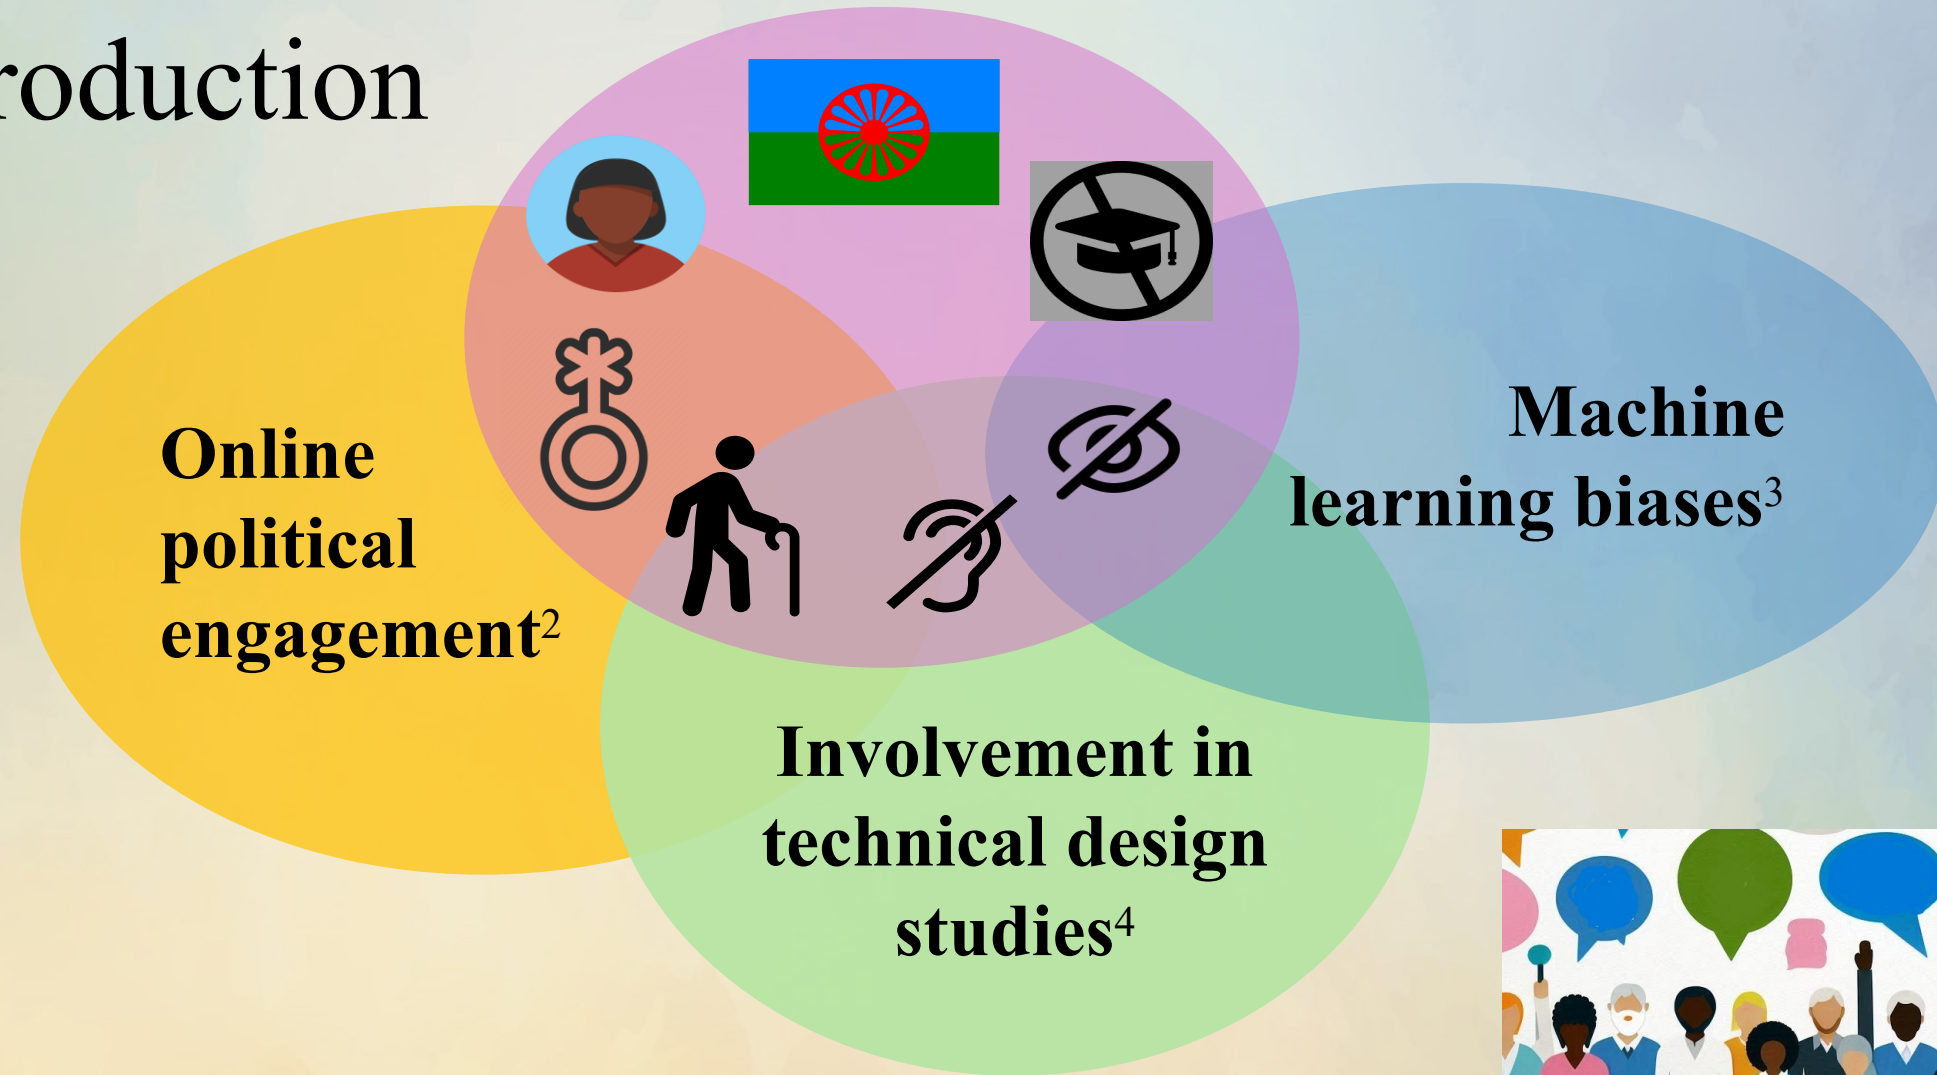 roduction
Online
political
engagement²
Machine
learning biases³
Involvement in
technical design
studies⁴